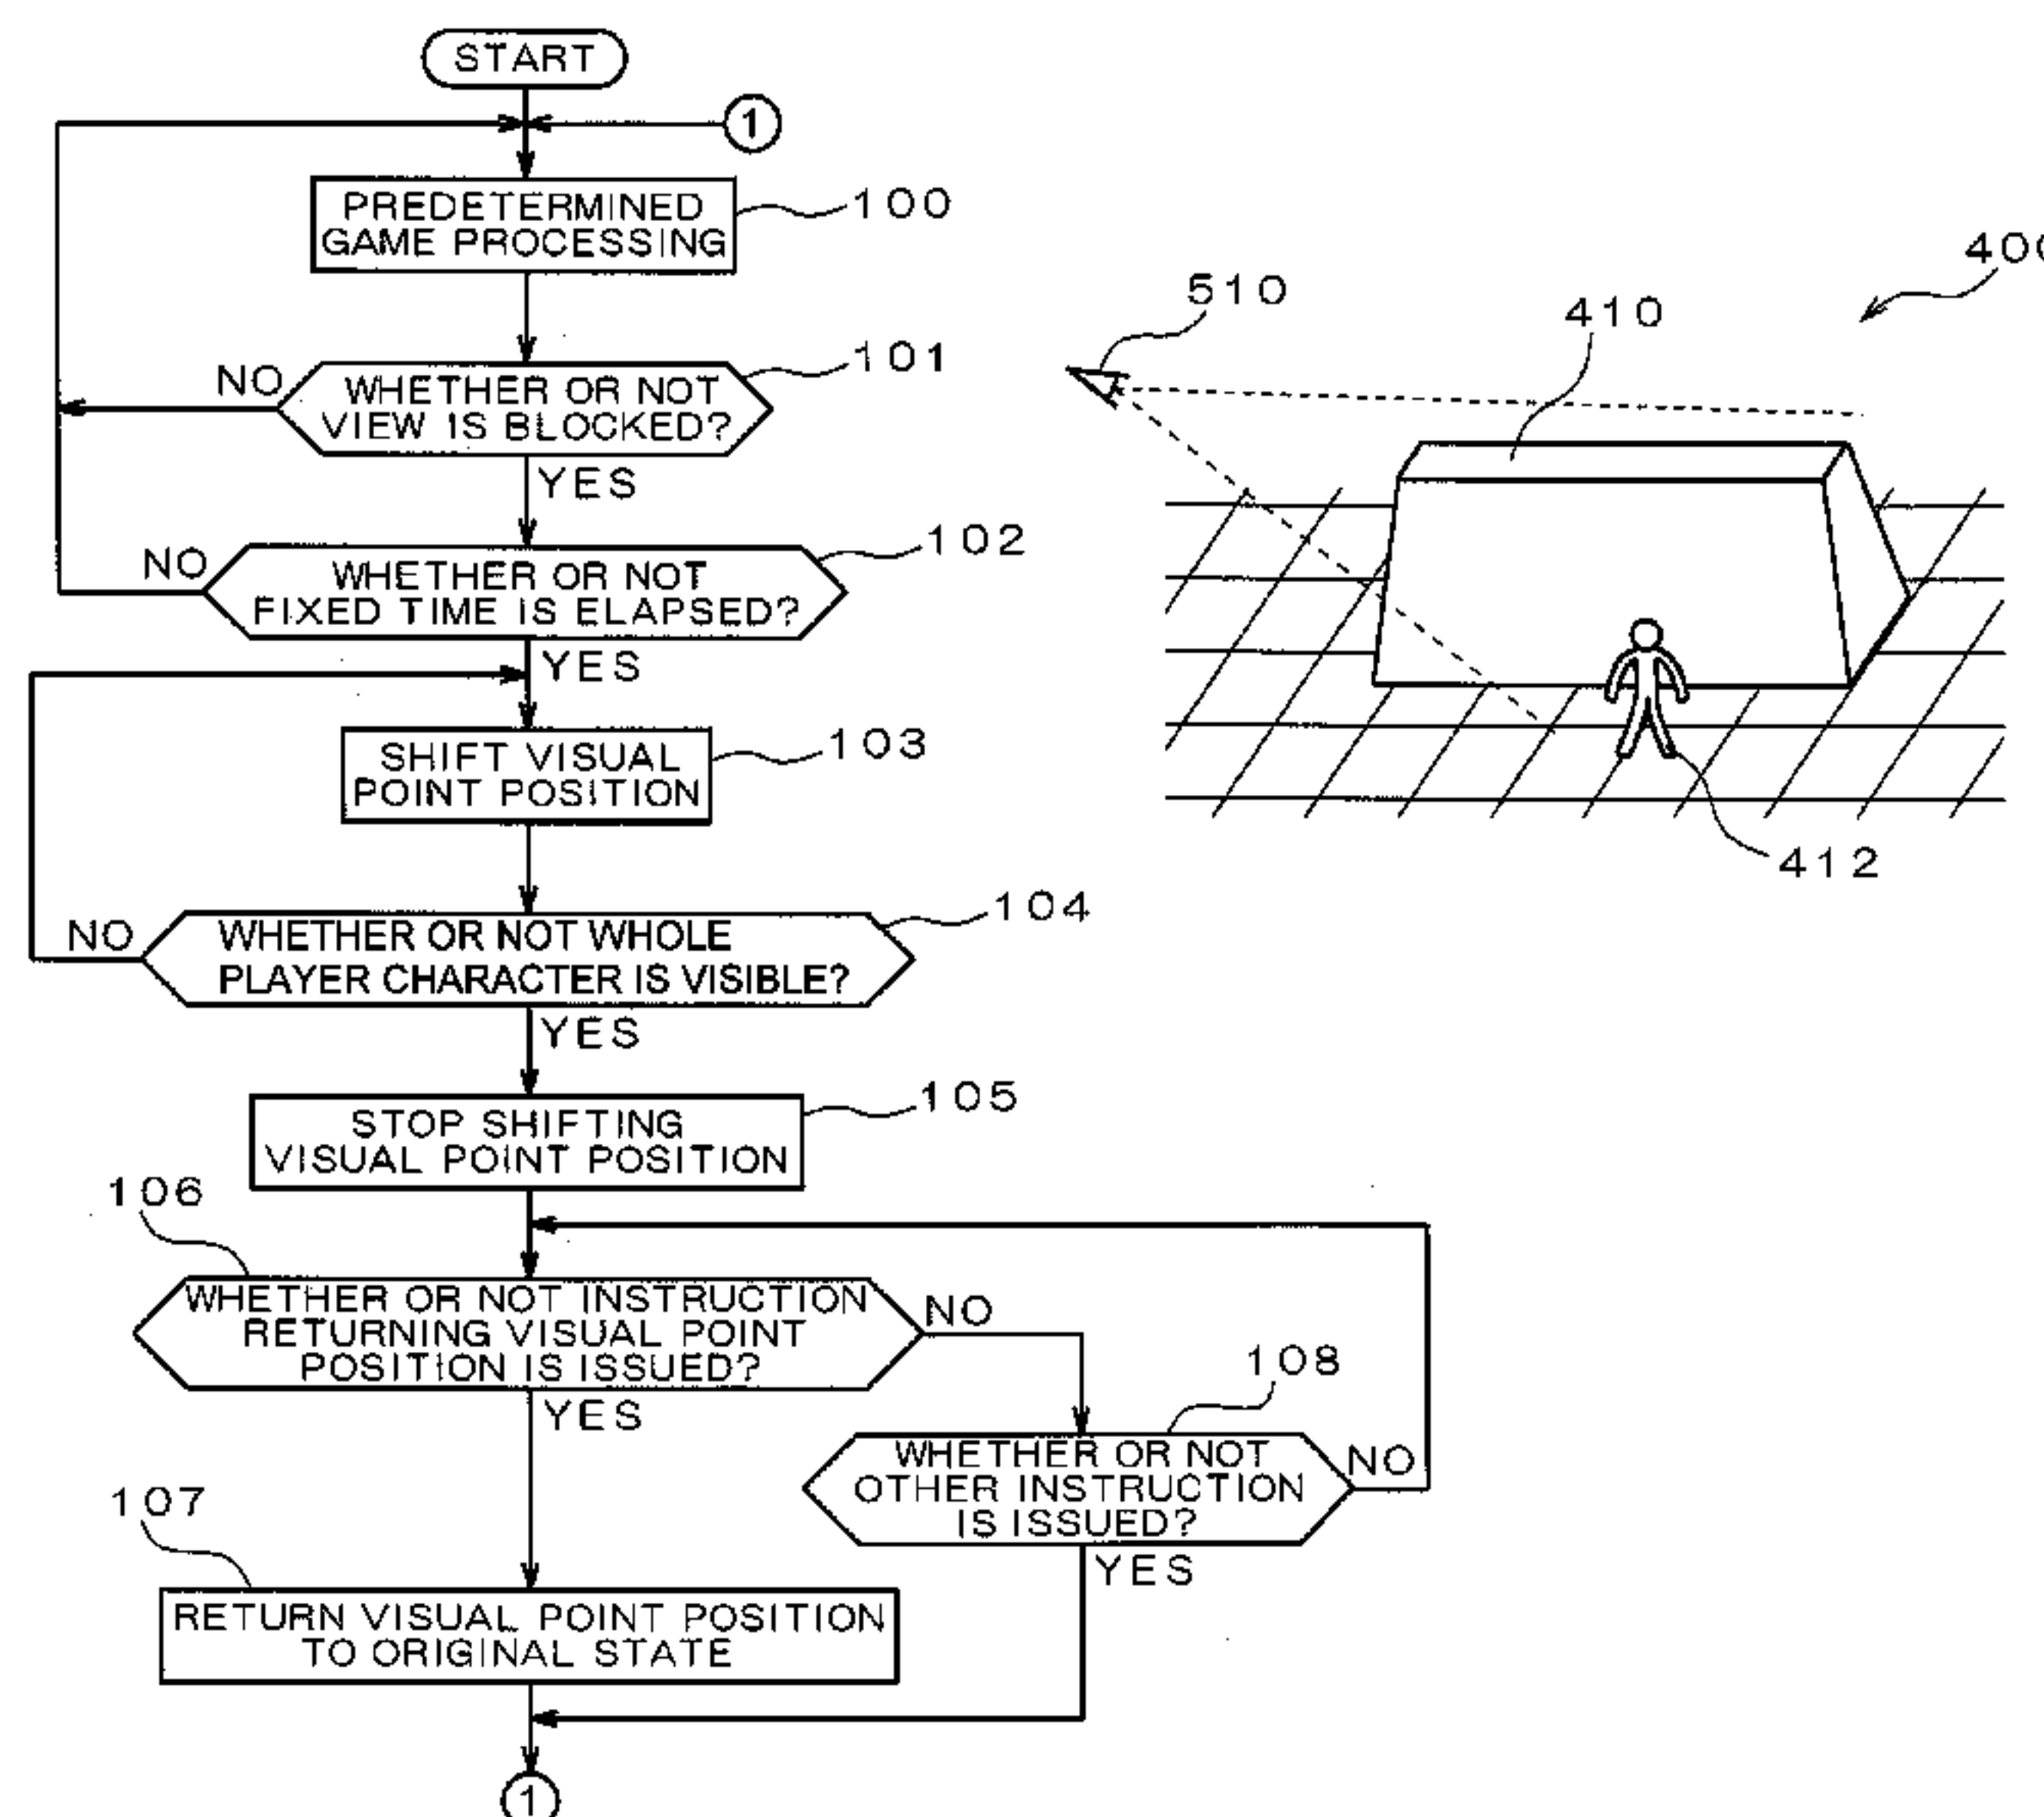 START
1
PREDETERMINED
GAME PROCESSING
100
NO
WHETHER OR NOT
VIEW IS BLOCKED?
101
YES
NO
WHETHER OR NOT
FIXED TIME IS ELAPSED?
102
YES
SHIFT VISUAL
POINT POSITION
103
NO
WHETHER OR NOT WHOLE
PLAYER CHARACTER IS VISIBLE?
104
YES
STOP SHIFTING
VISUAL POINT POSITION
105
106
WHETHER OR NOT INSTRUCTION
RETURNING VISUAL POINT
POSITION IS ISSUED?
NO
YES
108
WHETHER OR NOT
OTHER INSTRUCTION
IS ISSUED?
NO
YES
107
RETURN VISUAL POINT POSITION
TO ORIGINAL STATE
1
510
410
412